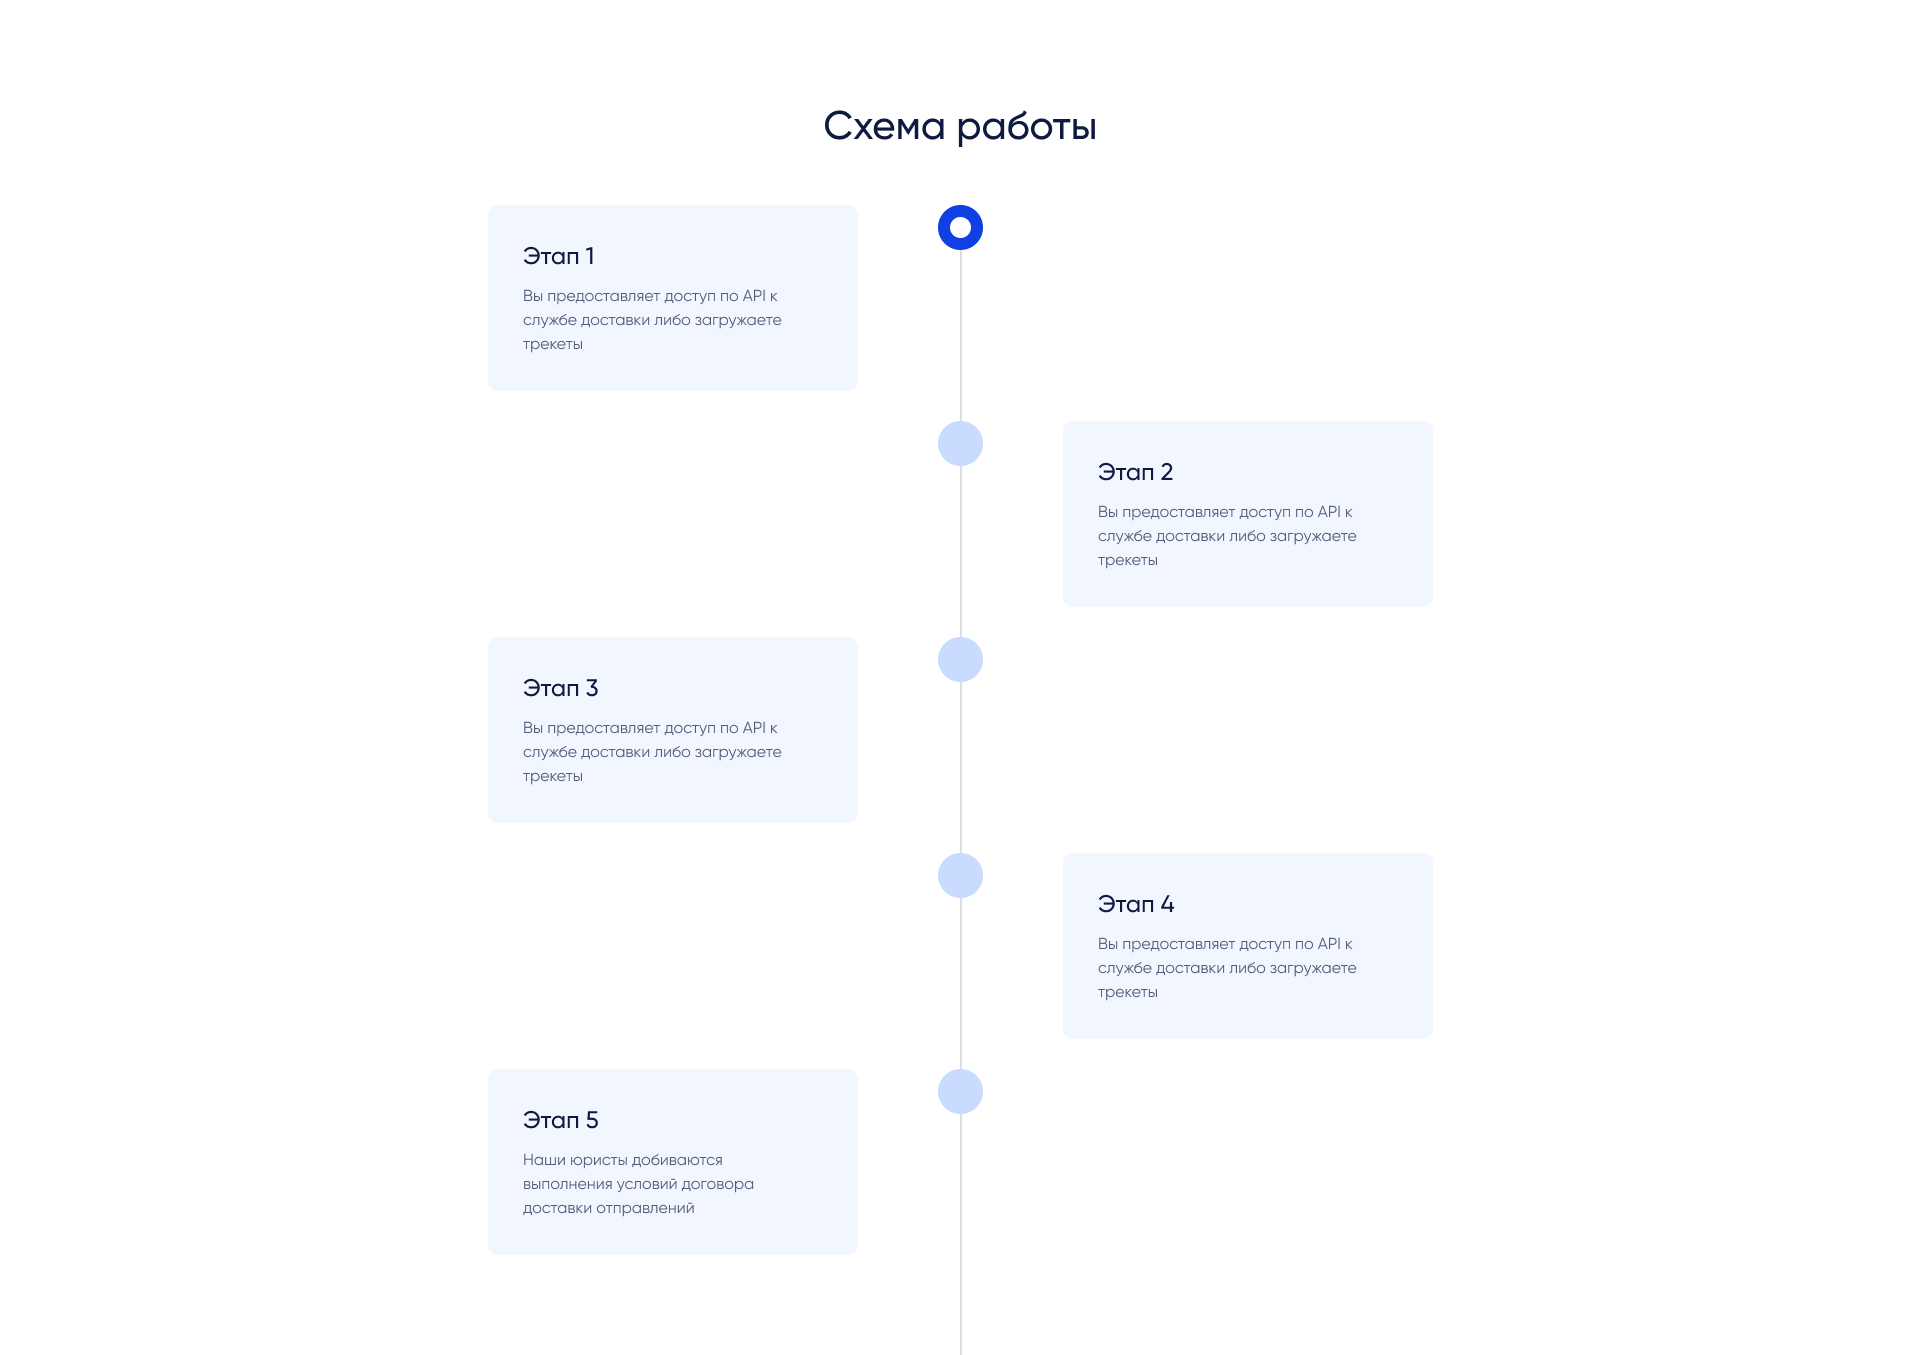 Схема работы
Этап 1
Вы предоставляет доступ по API к
службе доставки либо загружаете
трекеты
Этап 2
Вы предоставляет доступ по API к
службе доставки либо загружаете
трекеты
Этап 3
Вы предоставляет доступ по API к
службе доставки либо загружаете
трекеты
Этап 4
Вы предоставляет доступ по API к
службе доставки либо загружаете
трекеты
Этап 5
Наши юристы добиваются
выполнения условий договора
доставки отправлений